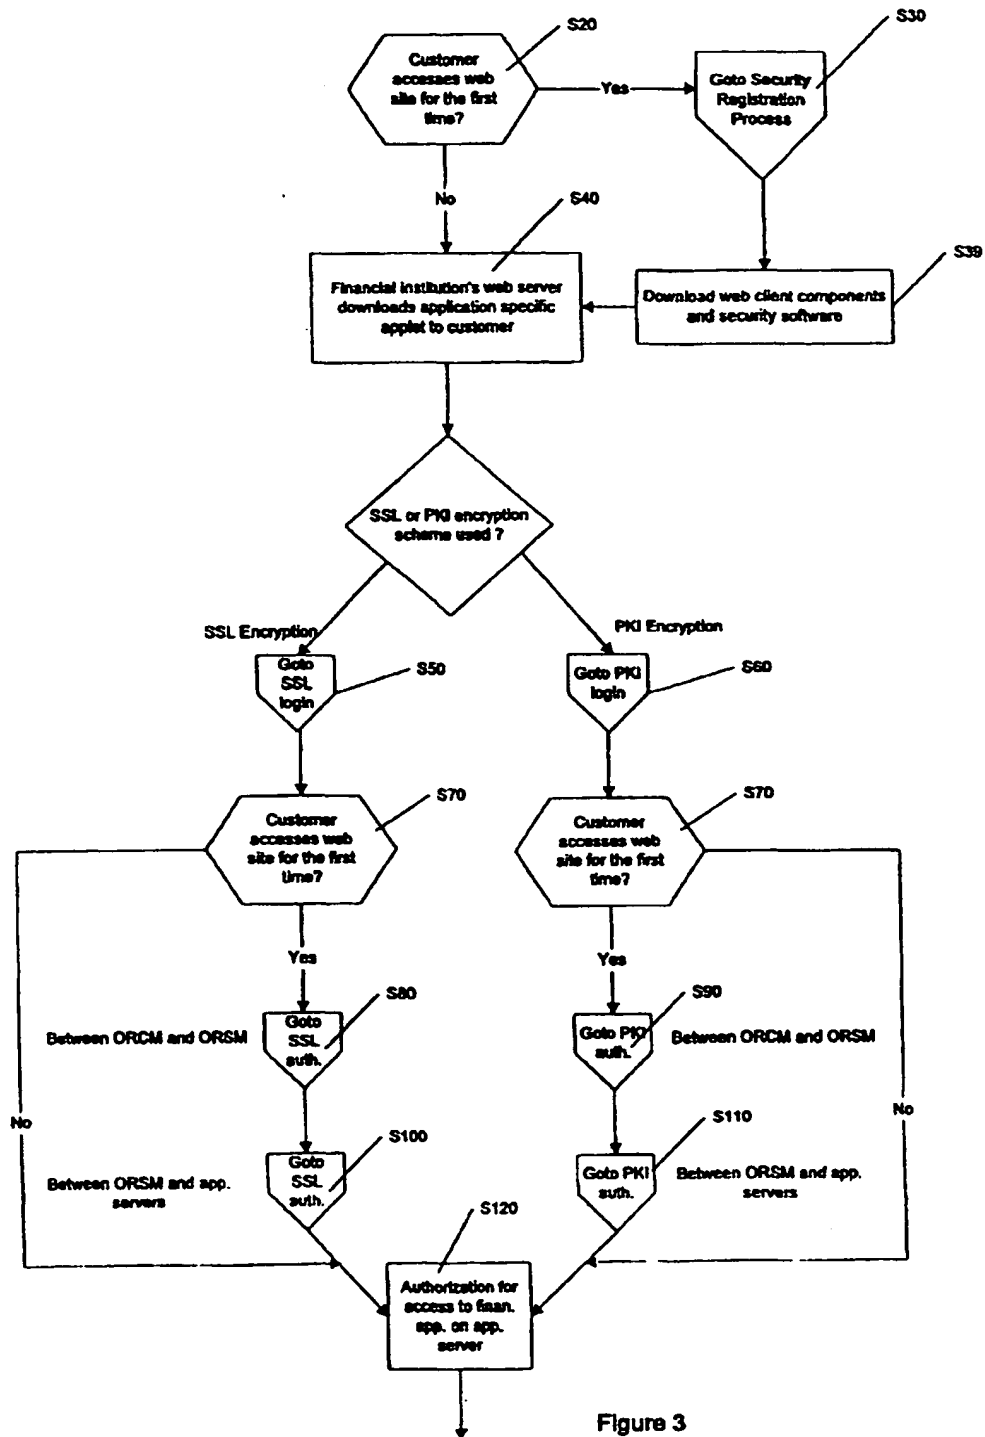 S20
S30
Customer
accesses web
site for the first
time?
Yes
Goto Security
Registration
Process
No
S40
S39
Financial institution's web server
downloads application specific
applet to customer
Download web client components
and security software
SSL or PKI encryption
scheme used ?
SSL Encryption
PKI Encryption
Goto
SSL
login
S50
Goto PKI
login
S60
S70
S70
Customer
accesses web
site for the first
time?
Customer
accesses web
site for the first
time?
Yes
Yes
S80
S90
Between ORCM and ORSM
Goto
SSL
auth.
Goto PKI
auth.
Between ORCM and ORSM
No
No
S100
S110
Between ORSM and app.
servers
Goto
SSL
auth.
Goto PKI
auth.
Between ORSM and app.
servers
S120
Authorization for
access to finan.
app. on app.
server
Figure 3